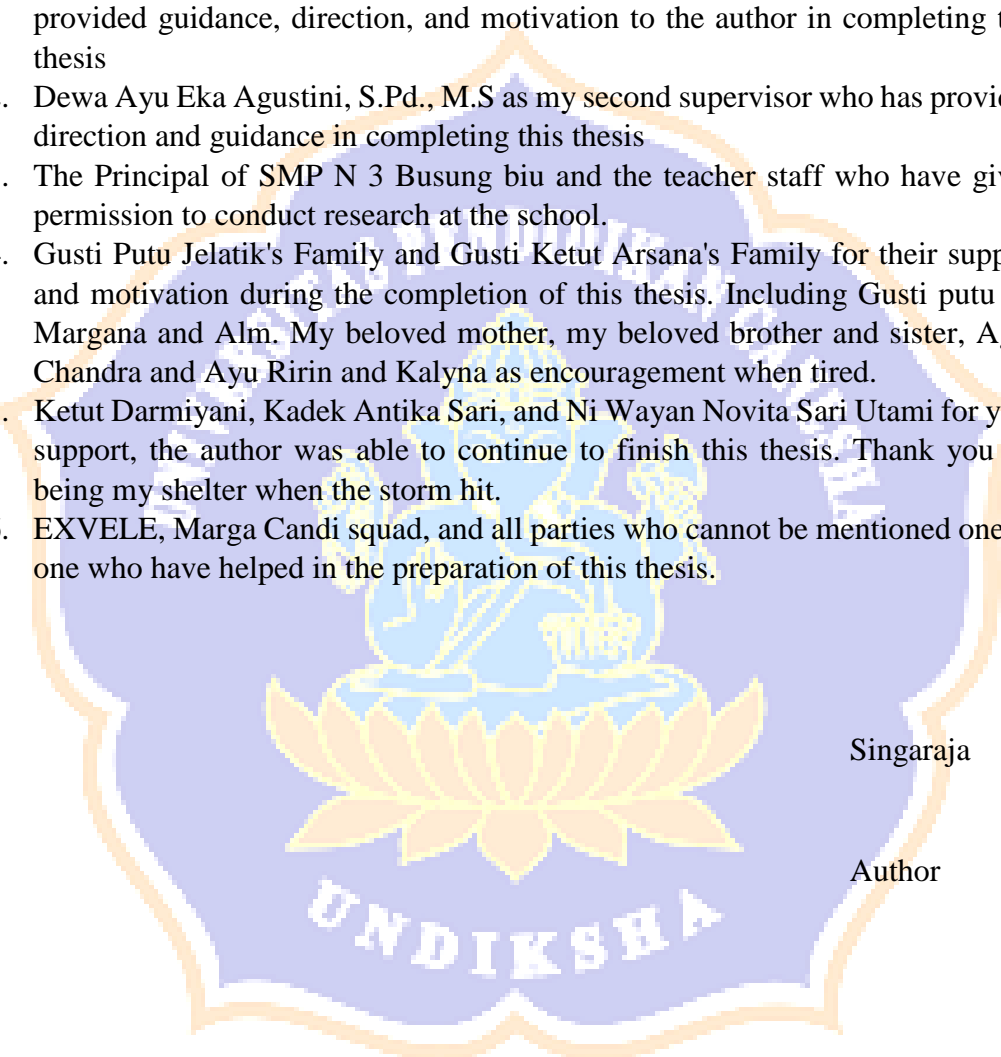 provided guidance, direction, and motivation to the author in completing
thesis
Dewa Ayu Eka Agustini, S.Pd., M.S as my second supervisor who has
direction and guidance in completing this thesis
The Principal of SMP N 3 Busung biu and the teacher staff who have
permission to conduct research at the school.
Gusti Putu Jelatik's Family and Gusti Ketut Arsana's Family for their
and motivation during the completion of this thesis. Including Gusti putu
Margana and Alm. My beloved mother, my beloved brother and sister,
Chandra and Ayu Ririn and Kalyna as encouragement when tired.
Ketut Darmiyani, Kadek Antika Sari, and Ni Wayan Novita Sari Utami for
support, the author was able to continue to finish this thesis. Thank you
being my shelter when the storm hit.
EXVELE, Marga Candi squad, and all parties who cannot be mentioned one
one who have helped in the preparation of this thesis.
Singaraja
Author
UNIVERSITAS PENDIDIKAN GANESHA
UNDIKSHA